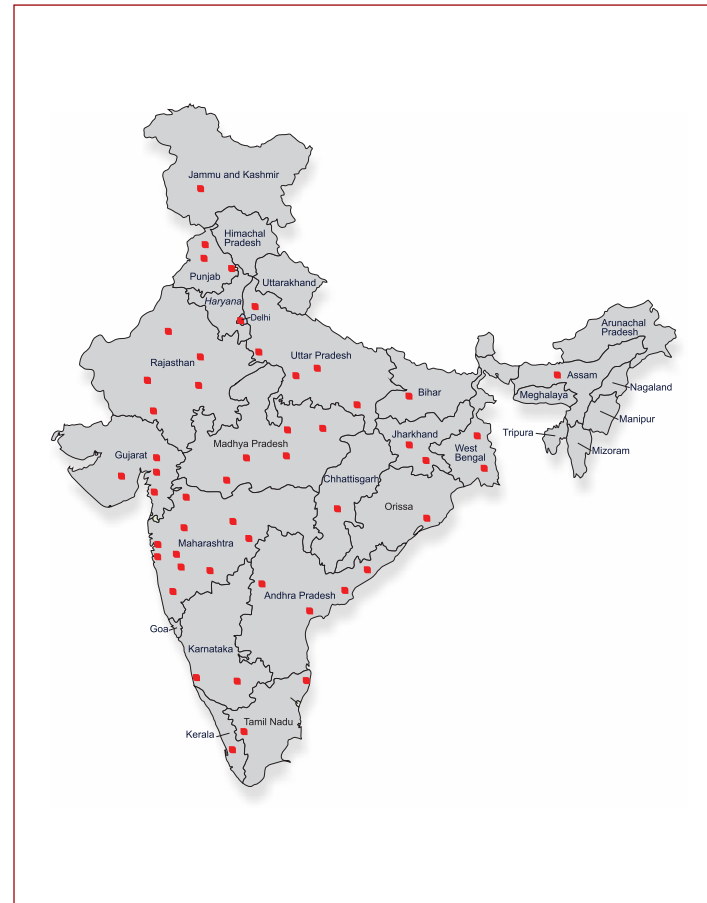 Jammu and Kashmir
Himachal
Pradesh
Punjab
Uttarakhand
Haryana
Delhi
Arunachal
Pradesh
Rajasthan
Uttar Pradesh
Bihar
Assam
Nagaland
Meghalaya
Manipur
Tripura
Mizoram
Gujarat
Madhya Pradesh
Jharkhand
West
Bengal
Chhattisgarh
Orissa
Maharashtra
Andhra Pradesh
Goa
Karnataka
Tamil Nadu
Kerala